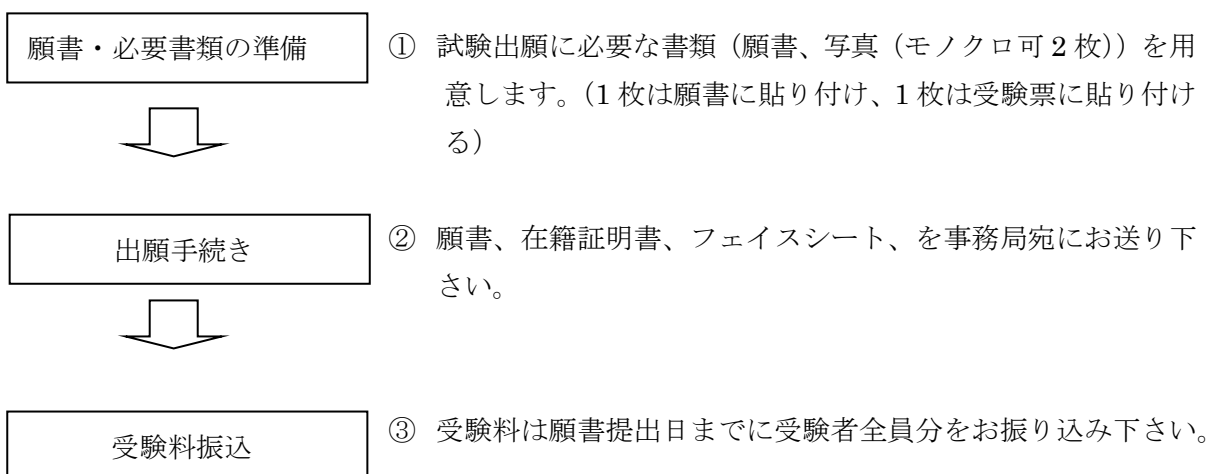 願書・必要書類の準備
① 試験出願に必要な書類（願書、写真（モノクロ可2枚））を用
意します。（1枚は願書に貼り付け、1枚は受験票に貼り付け
る）
出願手続き
② 願書、在籍証明書、フェイスシート、を事務局宛にお送り下
さい。
受験料振込
③ 受験料は願書提出日までに受験者全員分をお振り込み下さい。